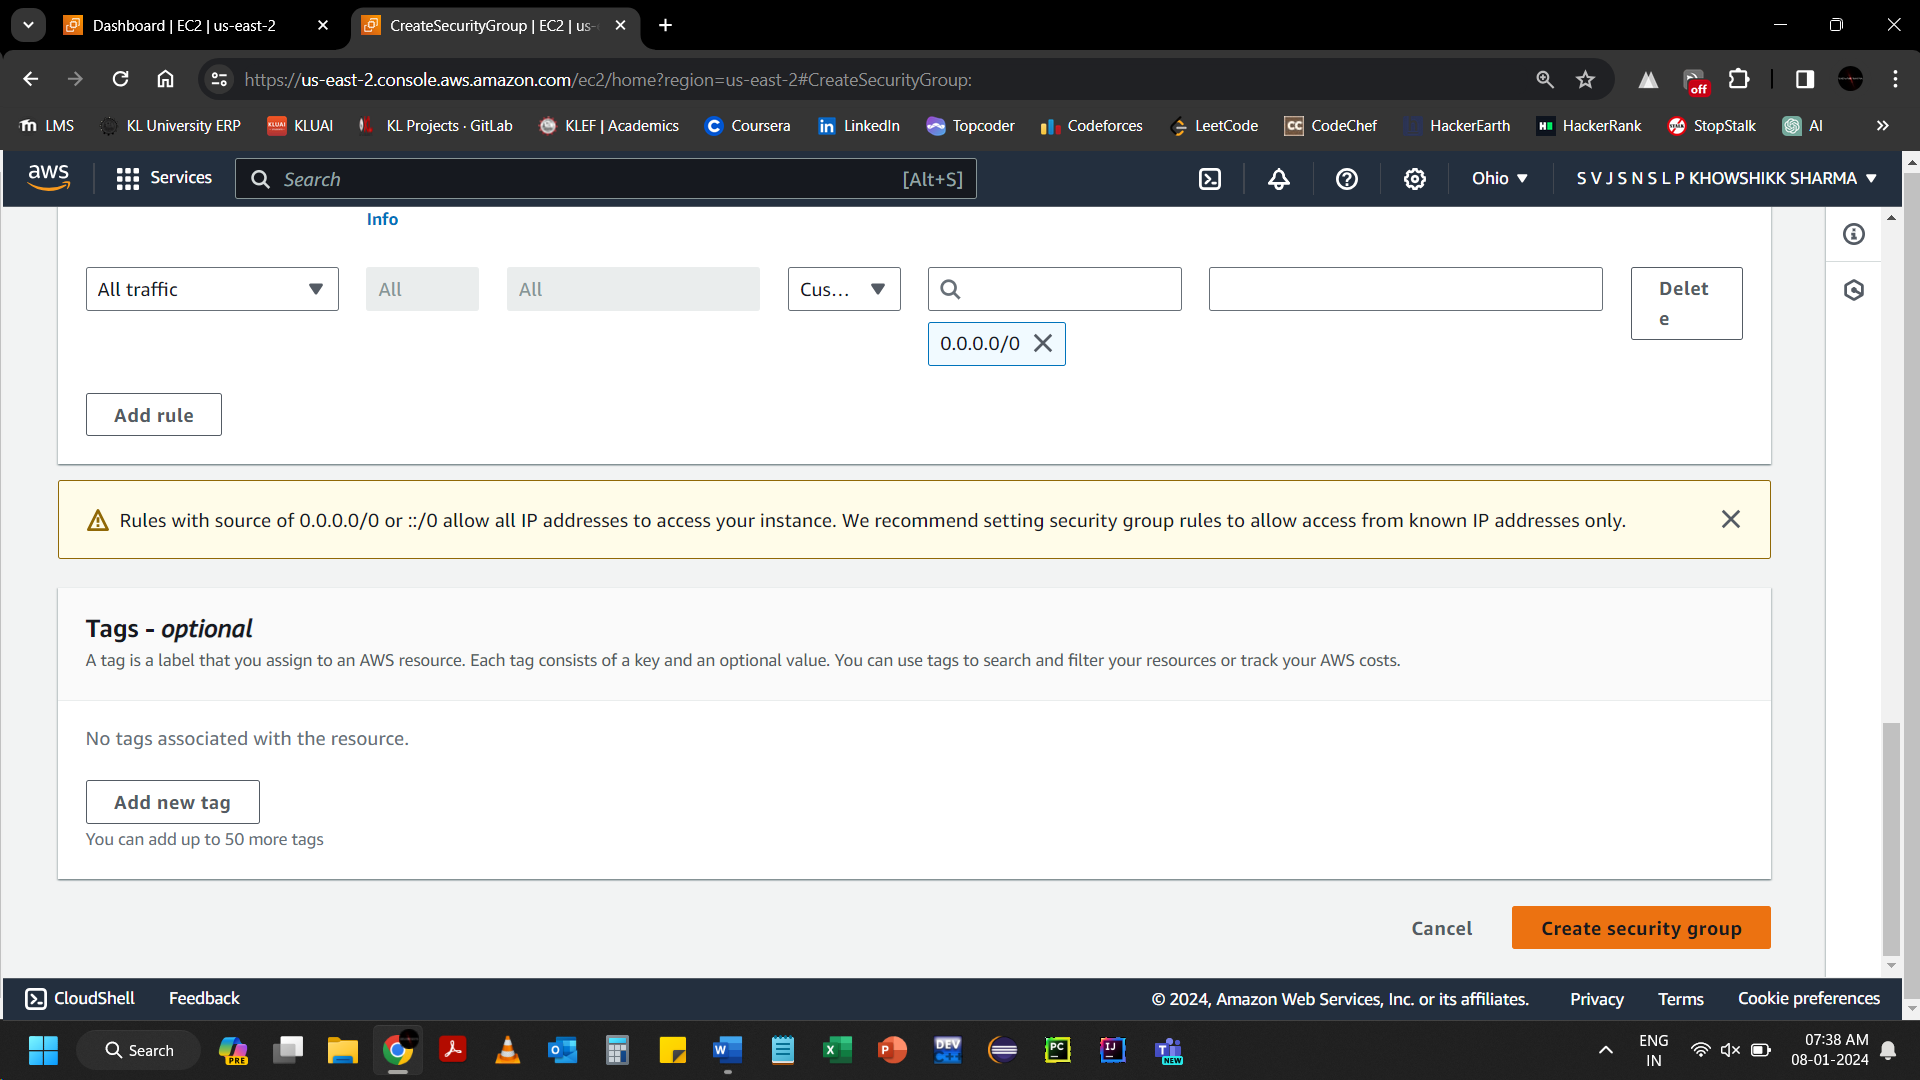 Dashboard | EC2 | us-east-2
CreateSecurityGroup | EC2 | us-
https://us-east-2.console.aws.amazon.com/ec2/home?region=us-east-2#CreateSecurityGroup:
off
LMS
KL University ERP
KLUAI
KLUAI
KL Projects · GitLab
KLEF | Academics
Coursera
LinkedIn
Topcoder
Codeforces
LeetCode
CodeChef
HackerEarth
HackerRank
StopStalk
AI
aws
Services
Search
[Alt+S]
Ohio
S V J S N S L P KHOWSHIKK SHARMA
Info
All traffic
All
All
Cus...
Delet
e
0.0.0.0/0
Add rule
Rules with source of 0.0.0.0/0 or ::/0 allow all IP addresses to access your instance. We recommend setting security group rules to allow access from known IP addresses only.
Tags - optional
A tag is a label that you assign to an AWS resource. Each tag consists of a key and an optional value. You can use tags to search and filter your resources or track your AWS costs.
No tags associated with the resource.
Add new tag
You can add up to 50 more tags
Cancel
Create security group
CloudShell
Feedback
© 2024, Amazon Web Services, Inc. or its affiliates.
Privacy
Terms
Cookie preferences
Search
PRE
DEV
PC
IJ
NEW
ENG
IN
07:38 AM
08-01-2024